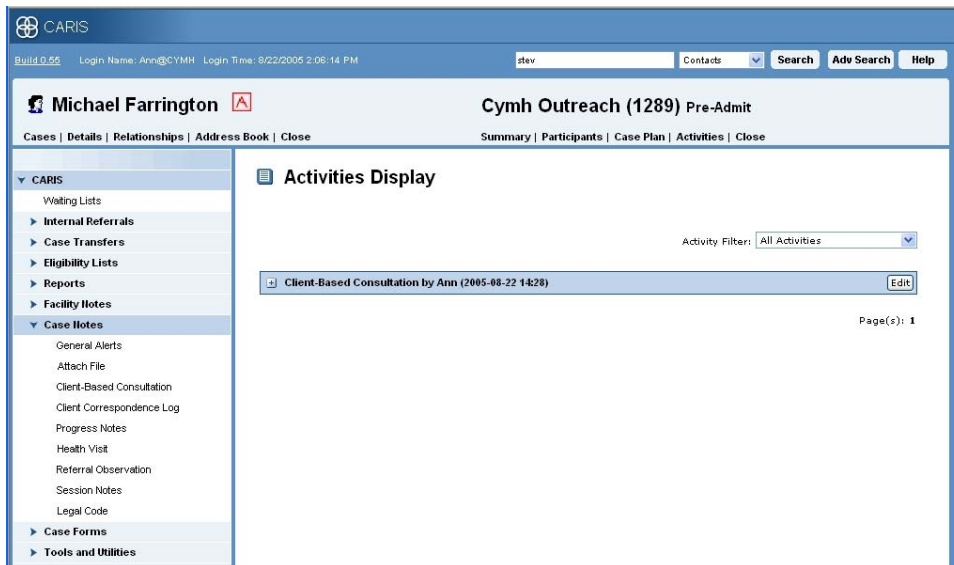 CARIS
Build 0.55 Login Name: Ann@CYMH Login Time: 8/22/2005 2:06:14 PM stev Contacts Search Adv Search Help
Michael Farrington A Cymh Outreach (1289) Pre-Admit
Cases | Details | Relationships | Address Book | Close Summary | Participants | Case Plan | Activities | Close
CARIS
Waiting Lists
Internal Referrals
Case Transfers
Eligibility Lists
Reports
Facility Notes
Case Notes
General Alerts
Attach File
Client-Based Consultation
Client Correspondence Log
Progress Notes
Health Visit
Referral Observation
Session Notes
Legal Code
Case Forms
Tools and Utilities
Activities Display
Activity Filter: All Activities
Client-Based Consultation by Ann (2005-08-22 14:28) Edit
Page(s): 1